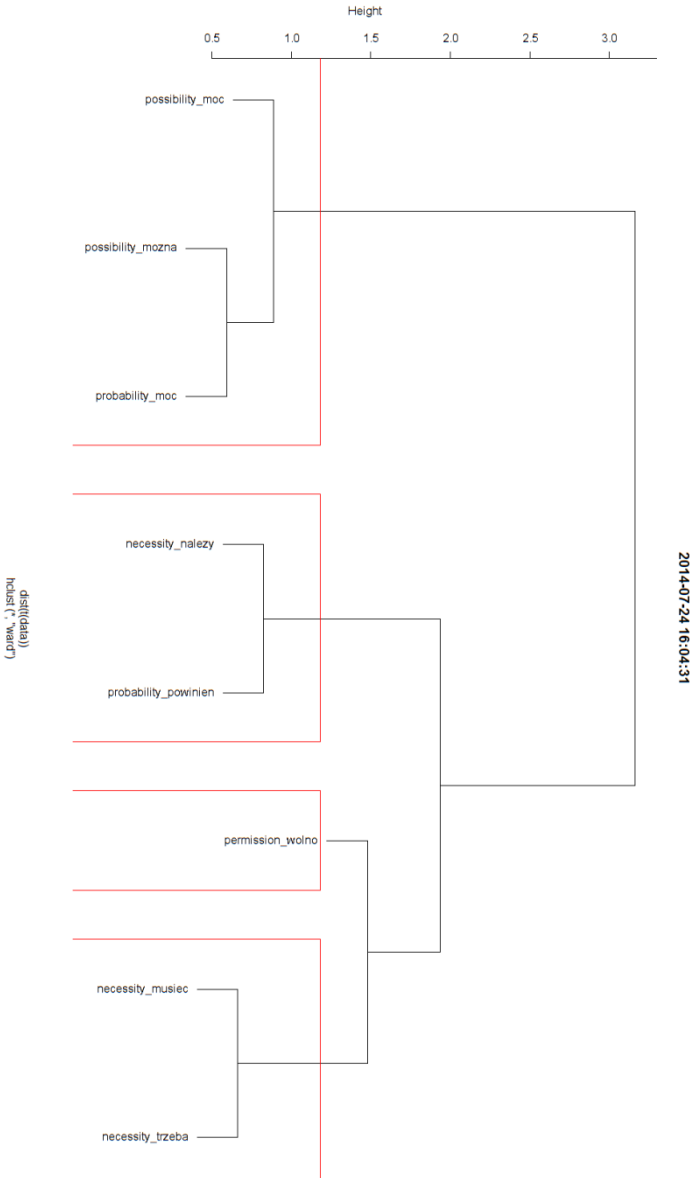 Height
0.5 1.0 1.5 2.0 2.5 3.0
possibility_moc
possibility_mozna
probability_moc
necessity_nalezy
probability_powinien
permission_wolno
necessity_musiec
necessity_trzeba
2014-07-24 16:04:31
dist(t(data))
hclust (*, "ward")